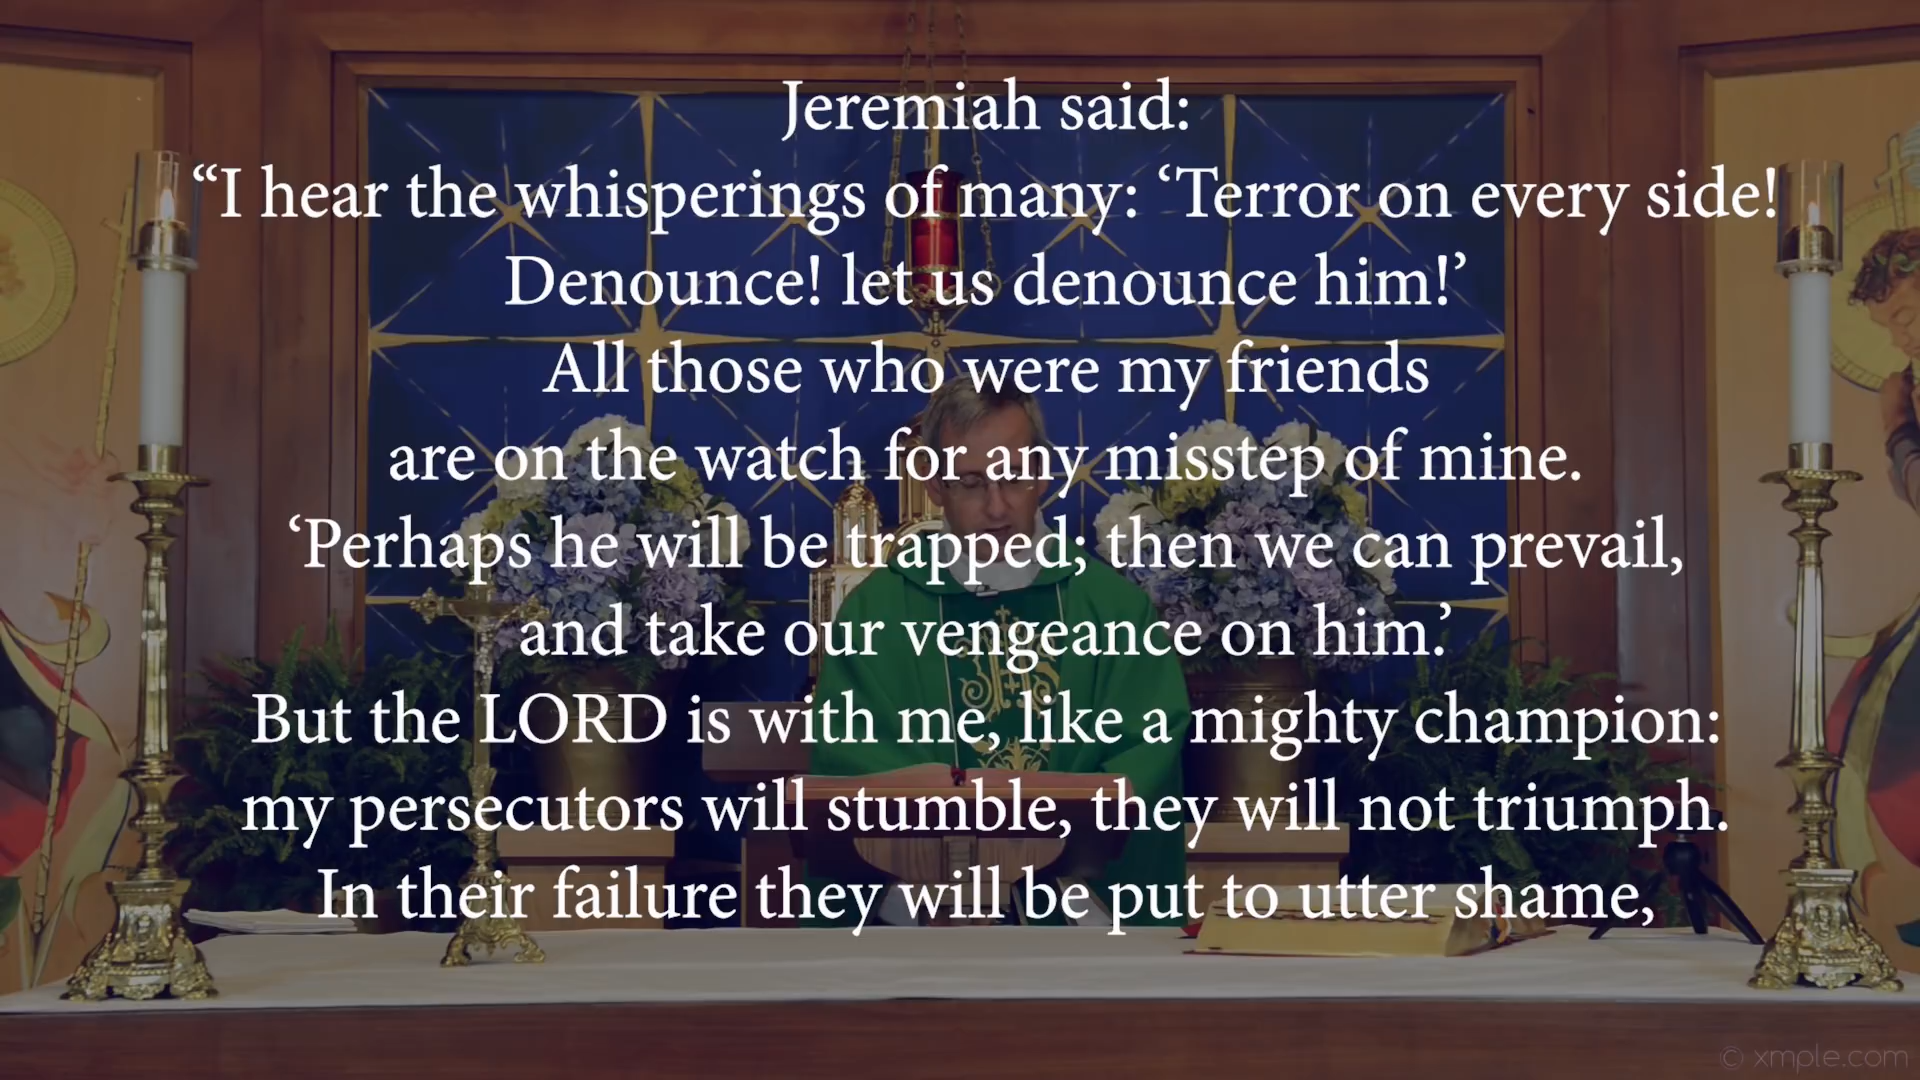 Jeremiah said:
“I hear the whisperings of many: ‘Terror on every side!
Denounce! let us denounce him!’
All those who were my friends
are on the watch for any misstep of mine.
‘Perhaps he will be trapped; then we can prevail,
and take our vengeance on him.’
But the LORD is with me, like a mighty champion:
my persecutors will stumble, they will not triumph.
In their failure they will be put to utter shame,
© xmple.com